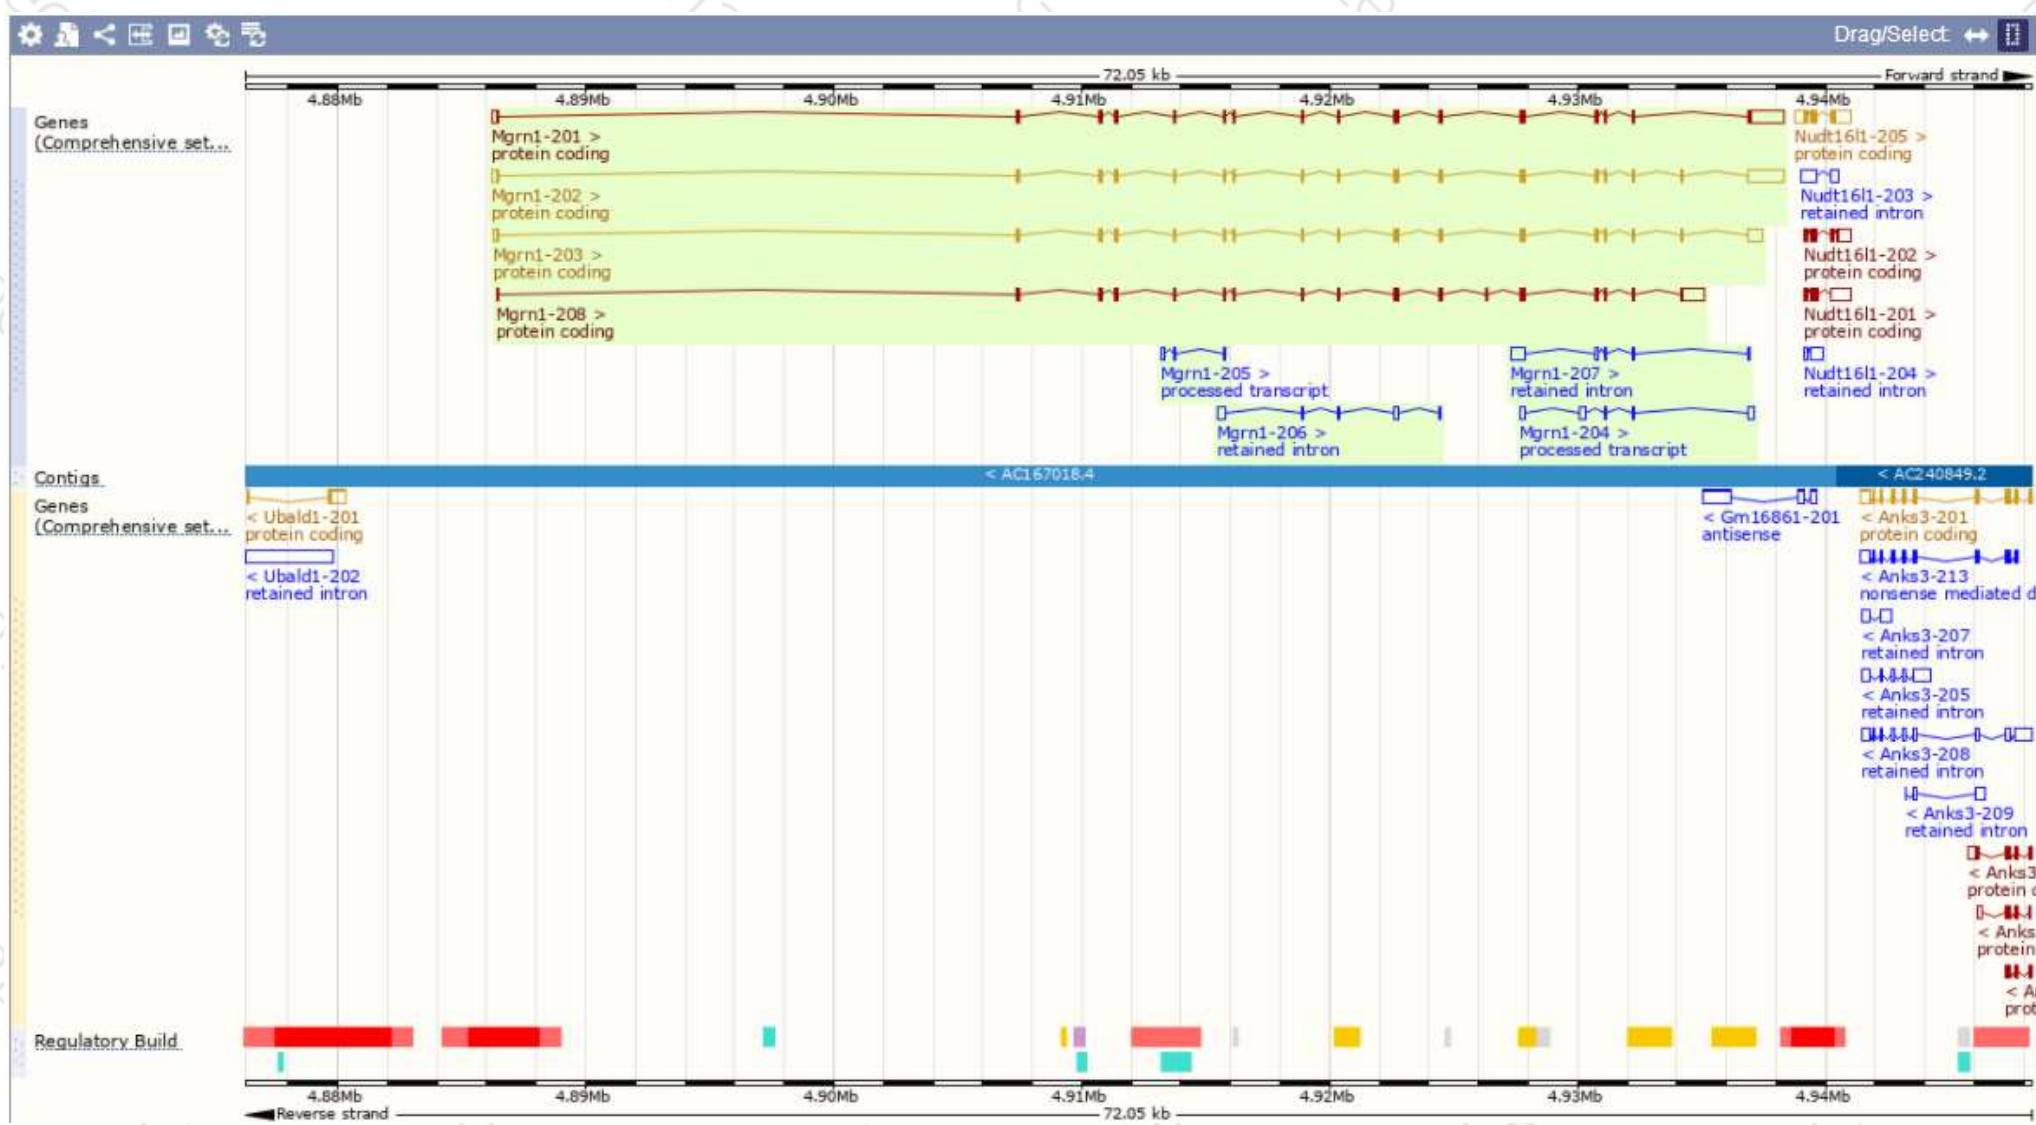 Drag/Select:
72.05 kb Forward strand
4.88Mb 4.89Mb 4.90Mb 4.91Mb 4.92Mb 4.93Mb 4.94Mb
Genes
(Comprehensive set...
Mgrn1-201 >
protein coding
Nudt16l1-205 >
protein coding
Mgrn1-202 >
protein coding
Nudt16l1-203 >
retained intron
Mgrn1-203 >
protein coding
Nudt16l1-202 >
protein coding
Mgrn1-208 >
protein coding
Nudt16l1-201 >
protein coding
Mgrn1-205 >
processed transcript
Mgrn1-207 >
retained intron
Nudt16l1-204 >
retained intron
Mgrn1-206 >
retained intron
Mgrn1-204 >
processed transcript
Contigs
< AC167018.4 < AC240849.2
Genes
(Comprehensive set...
< Ubald1-201
protein coding
< Gm16861-201
antisense
< Anks3-201
protein coding
< Ubald1-202
retained intron
< Anks3-213
nonsense mediated d
< Anks3-207
retained intron
< Anks3-205
retained intron
< Anks3-208
retained intron
< Anks3-209
retained intron
< Anks3
protein c
< Anks
protein
< A
prot
Regulatory Build
4.88Mb 4.89Mb 4.90Mb 4.91Mb 4.92Mb 4.93Mb 4.94Mb
Reverse strand 72.05 kb